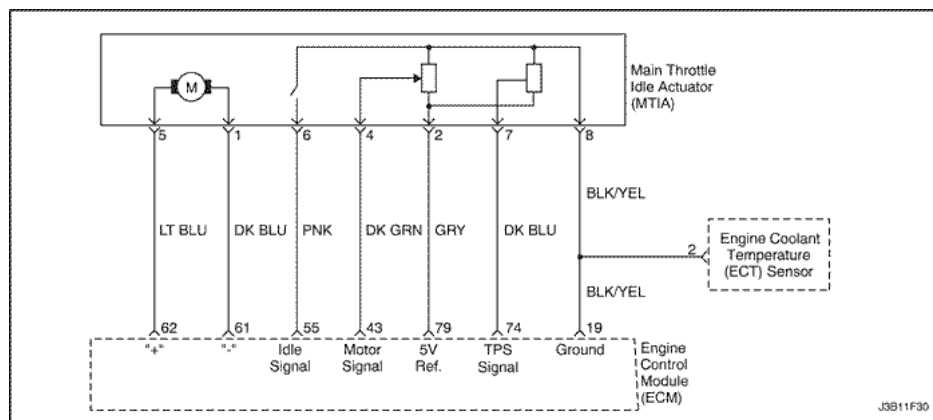 M
Main Throttle
Idle Actuator
(MTIA)
5 1 6 4 2 7 8
BLK/YEL
LT BLU DK BLU PNK DK GRN GRY DK BLU
2
Engine Coolant
Temperature
(ECT) Sensor
BLK/YEL
62 61 55 43 79 74 19
"+" "-" Idle Motor 5V TPS Ground
Signal Signal Ref. Signal
Engine
Control
Module
(ECM)
J3B11F30